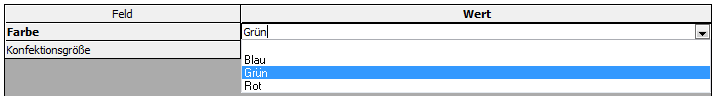 Feld Wert
Farbe Grün
Konfektionsgröße
Blau
Grün
Rot